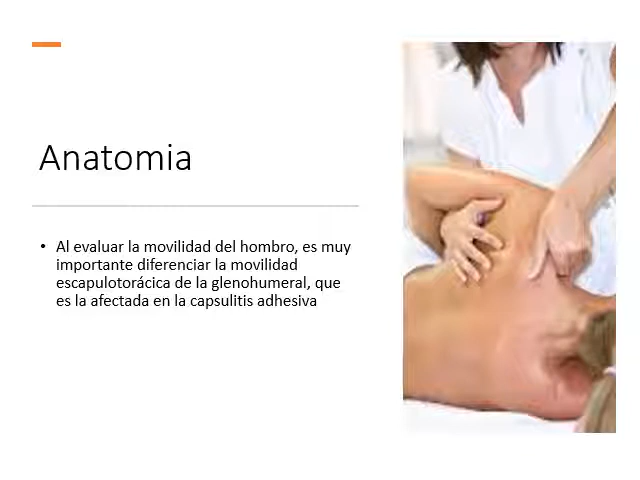 Anatomia
• Al evaluar la movilidad del hombro, es muy
importante diferenciar la movilidad
escapulotorácica de la glenohumeral, que
es la afectada en la capsulitis adhesiva